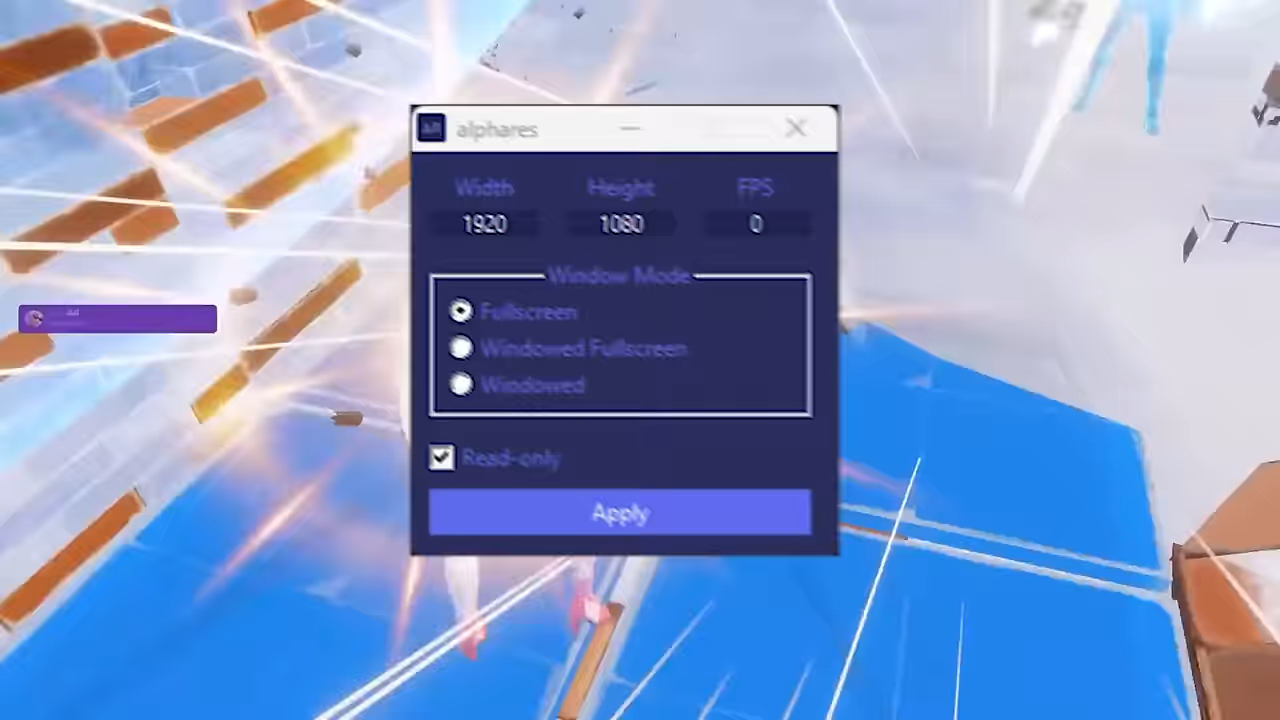 alphares
Width Height FPS
1920 1080 0
Window Mode
Fullscreen
Windowed Fullscreen
Windowed
Read-only
Apply